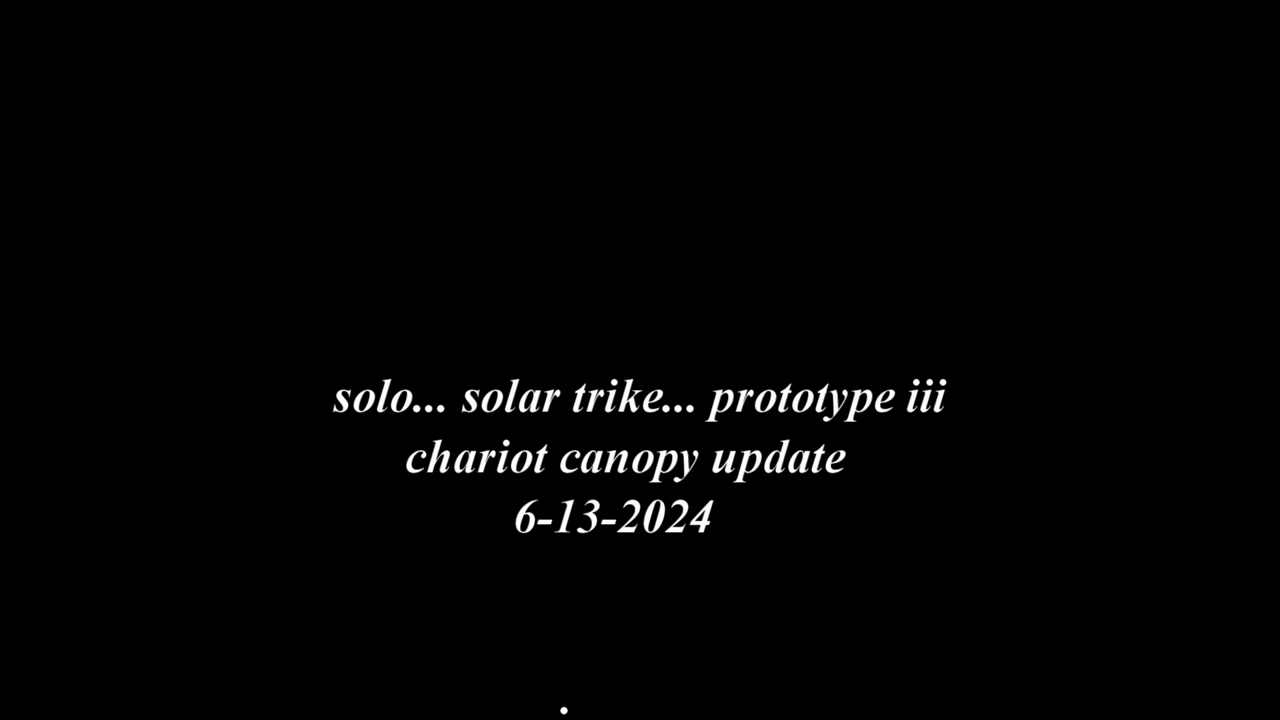 solo... solar trike... prototype iii
chariot canopy update
6-13-2024
.